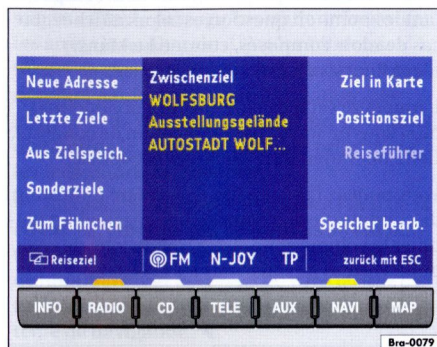 Neue Adresse
Letzte Ziele
Aus Zielspeich.
Sonderziele
Zum Fähnchen
Zwischenziel
WOLFSBURG
Ausstellungsgelände
AUTOSTADT WOLF...
Ziel in Karte
Positionsziel
Reiseführer
Speicher bearb.
Reiseziel FM N-JOY TP zurück mit ESC
INFO RADIO CD TELE AUX NAVI MAP
Bra-0079